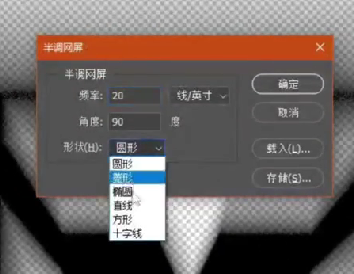 半调网屏
半调网屏
频率: 20 线/英寸
角度: 90 度
形状(H): 圆形
圆形
菱形
椭圆
直线
方形
十字线
确定
取消
载入(L)...
存储(S)...